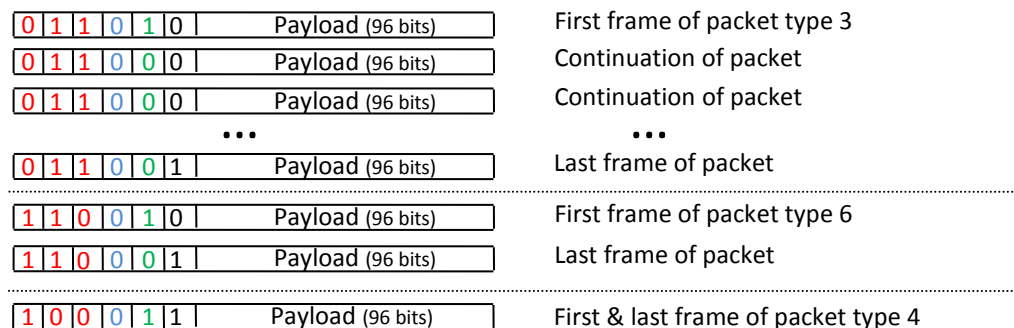 0 1 1 0 1 0 Payload (96 bits) First frame of packet type 3
0 1 1 0 0 0 Payload (96 bits) Continuation of packet
0 1 1 0 0 0 Payload (96 bits) Continuation of packet
... ...
0 1 1 0 0 1 Payload (96 bits) Last frame of packet
1 1 0 0 1 0 Payload (96 bits) First frame of packet type 6
1 1 0 0 0 1 Payload (96 bits) Last frame of packet
1 0 0 0 1 1 Payload (96 bits) First & last frame of packet type 4